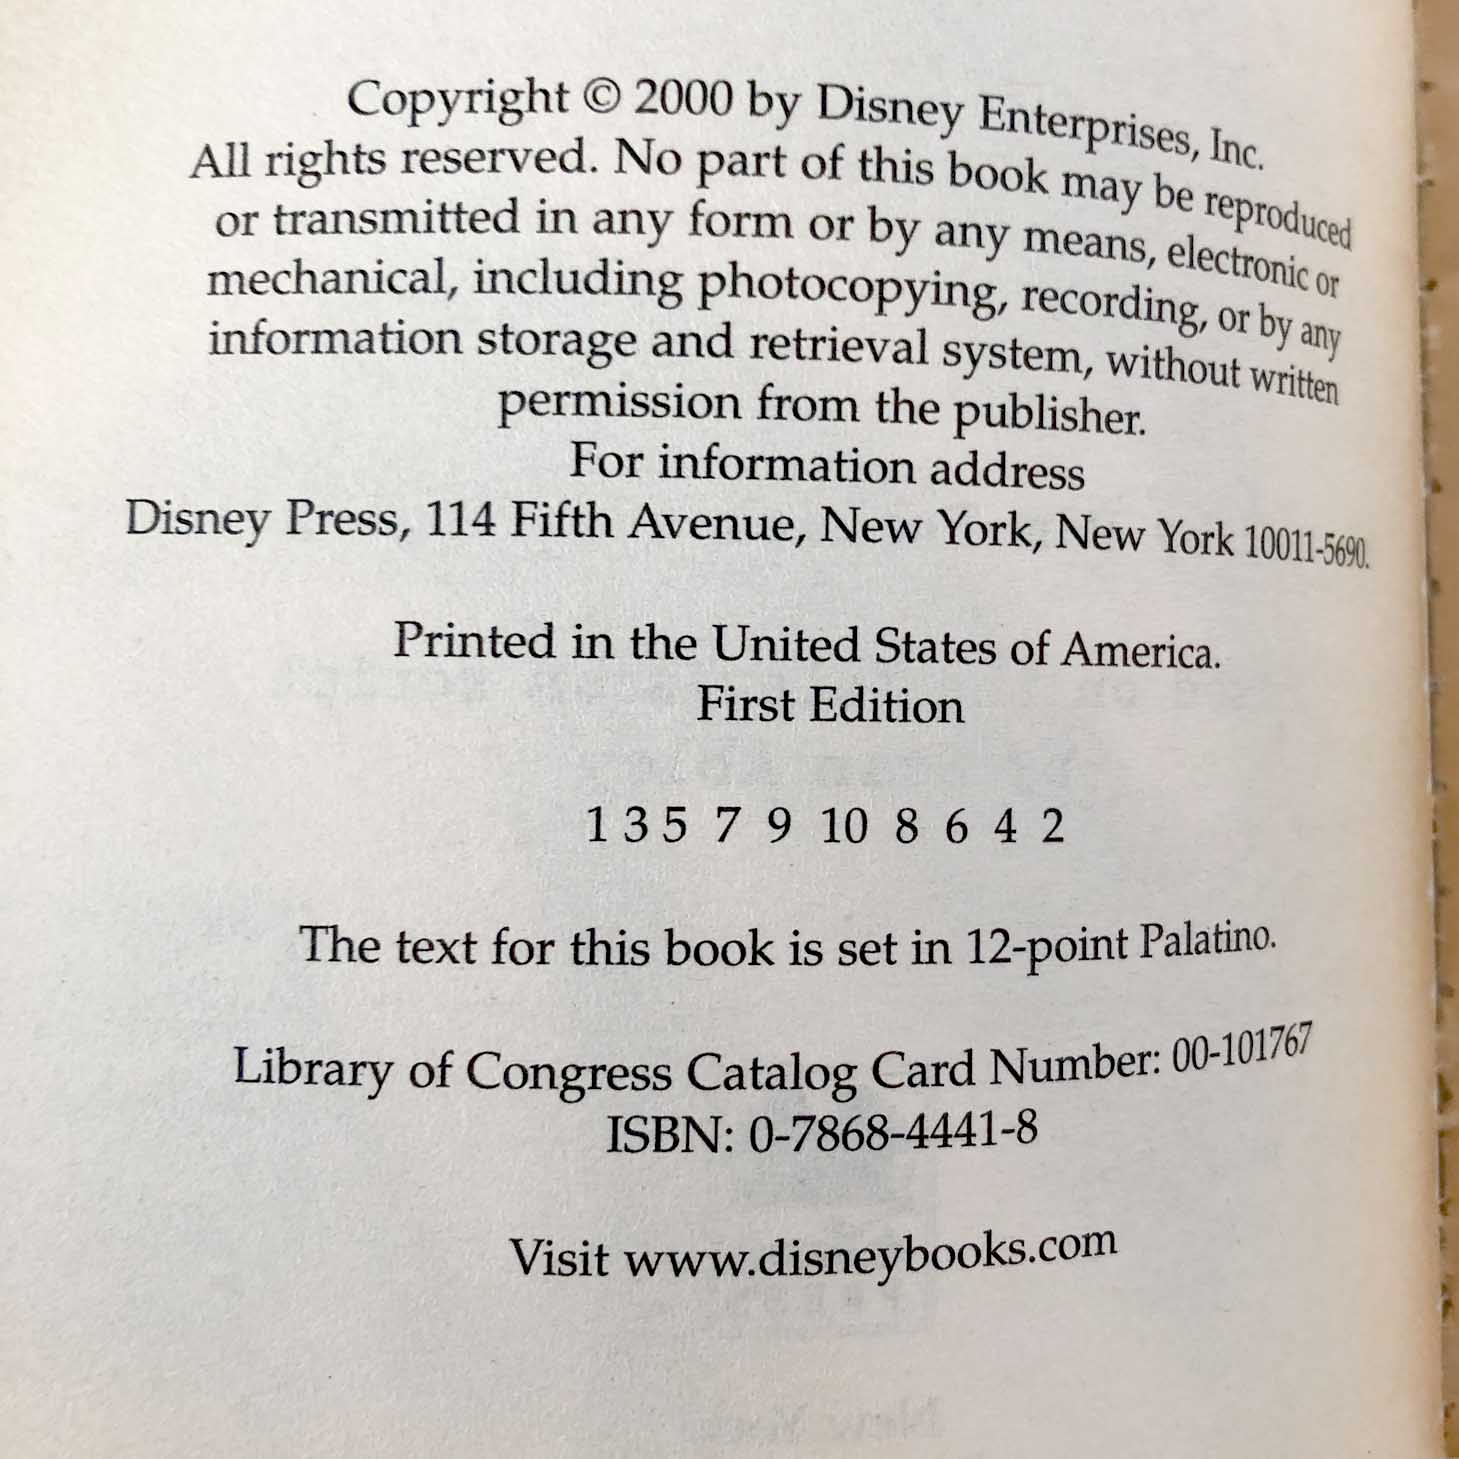 Copyright © 2000 by Disney Enterprises, Inc.
All rights reserved. No part of this book may be reproduced
or transmitted in any form or by any means, electronic or
mechanical, including photocopying, recording, or by any
information storage and retrieval system, without written
permission from the publisher.
For information address
Disney Press, 114 Fifth Avenue, New York, New York 10011-5690.
Printed in the United States of America.
First Edition
1 3 5 7 9 10 8 6 4 2
The text for this book is set in 12-point Palatino.
Library of Congress Catalog Card Number: 00-101767
ISBN: 0-7868-4441-8
Visit www.disneybooks.com